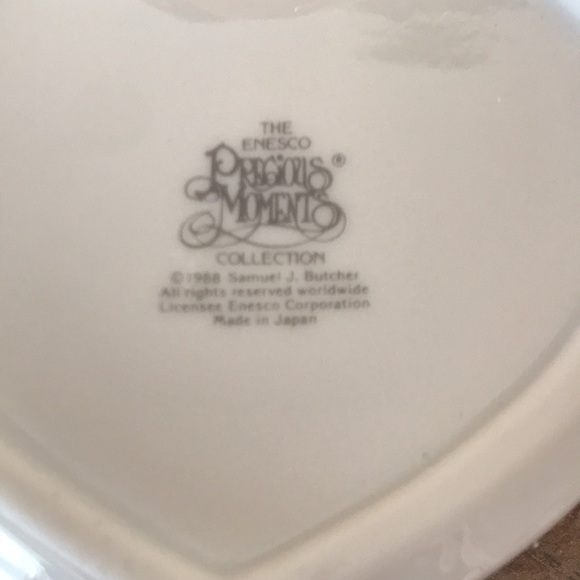 THE
ENESCO
PRECIOUS®
MOMENTS
COLLECTION
©1988 Samuel J. Butcher
All rights reserved worldwide
Licensee Enesco Corporation
Made in Japan